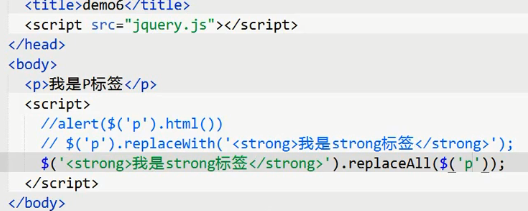 <title>demo6</title>
<script src="jquery.js"></script>
</head>
<body>
<p>我是P标签</p>
<script>
//alert($('p').html())
// $('p').replaceWith('<strong>我是strong标签</strong>');
$('<strong>我是strong标签</strong>').replaceAll($('p'));
</script>
</body>